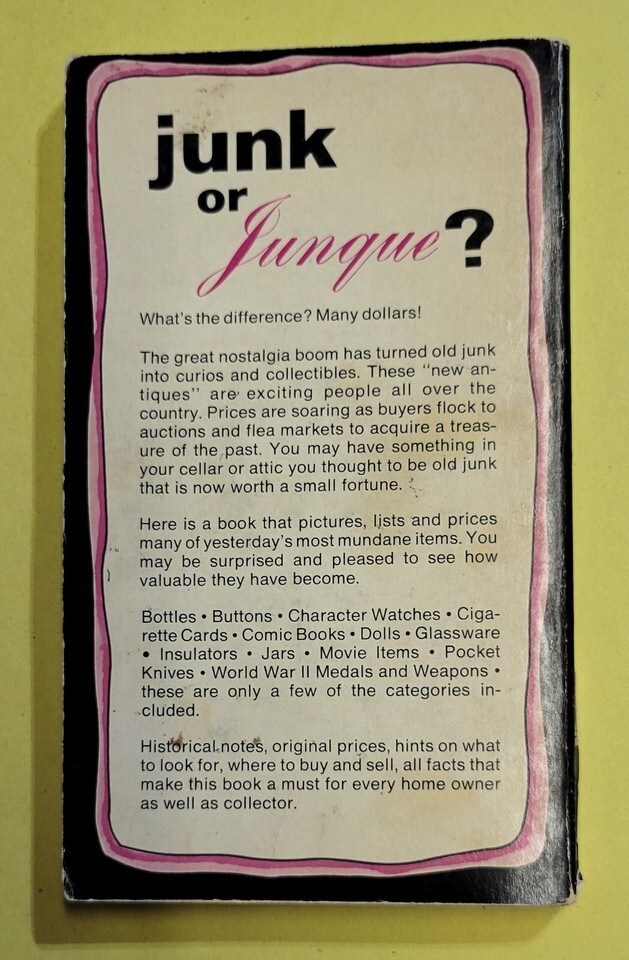 junk
or
Junque?
What's the difference? Many dollars!
The great nostalgia boom has turned old junk
into curios and collectibles. These "new an-
tiques" are exciting people all over the
country. Prices are soaring as buyers flock to
auctions and flea markets to acquire a treas-
ure of the past. You may have something in
your cellar or attic you thought to be old junk
that is now worth a small fortune.
Here is a book that pictures, lists and prices
many of yesterday's most mundane items. You
may be surprised and pleased to see how
valuable they have become.
Bottles • Buttons • Character Watches • Ciga-
rette Cards • Comic Books • Dolls • Glassware
• Insulators • Jars • Movie Items • Pocket
Knives • World War II Medals and Weapons •
these are only a few of the categories in-
cluded.
Historical notes, original prices, hints on what
to look for, where to buy and sell, all facts that
make this book a must for every home owner
as well as collector.